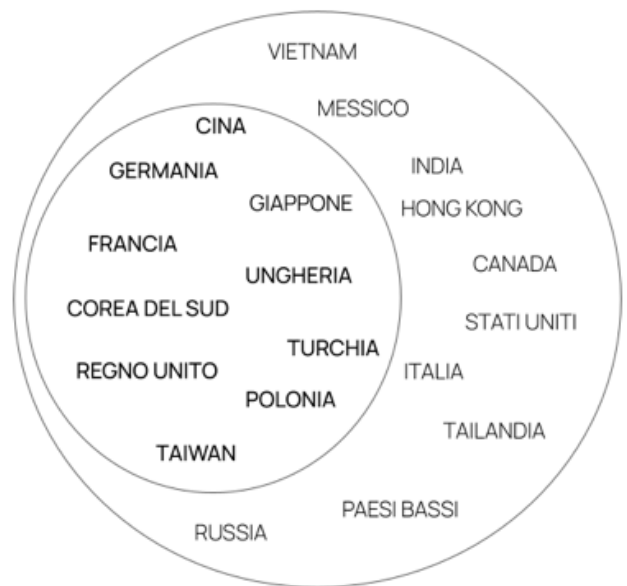 VIETNAM
MESSICO
CINA
GERMANIA
INDIA
GIAPPONE
HONG KONG
FRANCIA
CANADA
UNGHERIA
COREA DEL SUD
STATI UNITI
TURCHIA
REGNO UNITO
ITALIA
POLONIA
TAILANDIA
TAIWAN
PAESI BASSI
RUSSIA